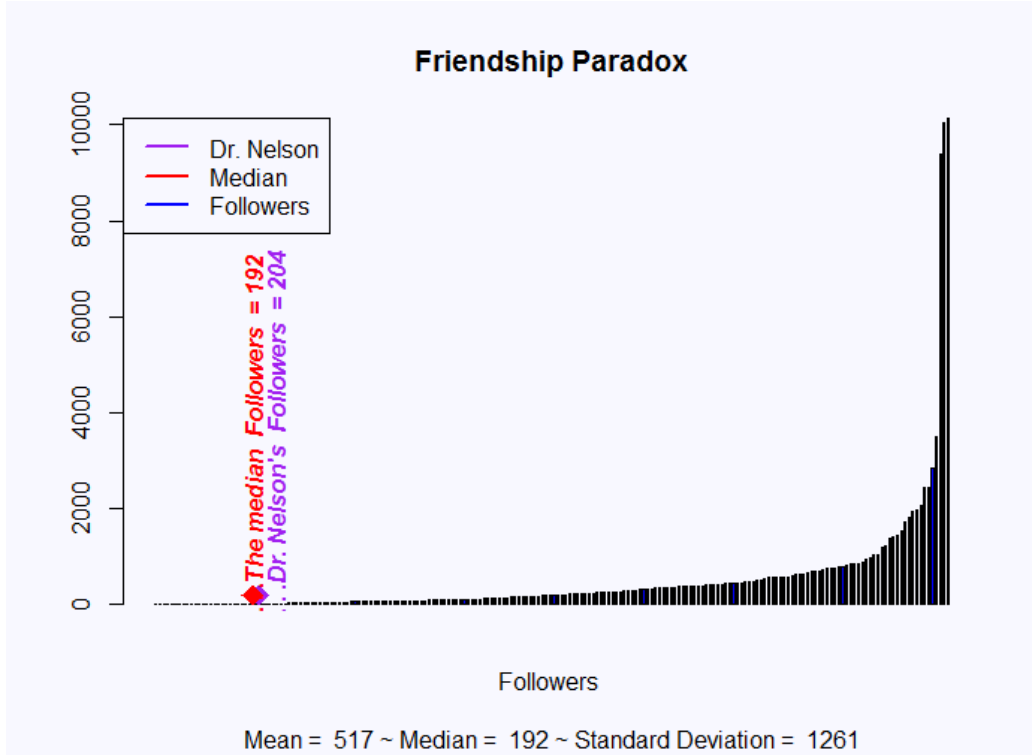 Friendship Paradox
10000
8000
6000
4000
2000
0
Dr. Nelson
Median
Followers
The median Followers = 192
Dr. Nelson's Followers = 204
Followers
Mean = 517 ~ Median = 192 ~ Standard Deviation = 1261